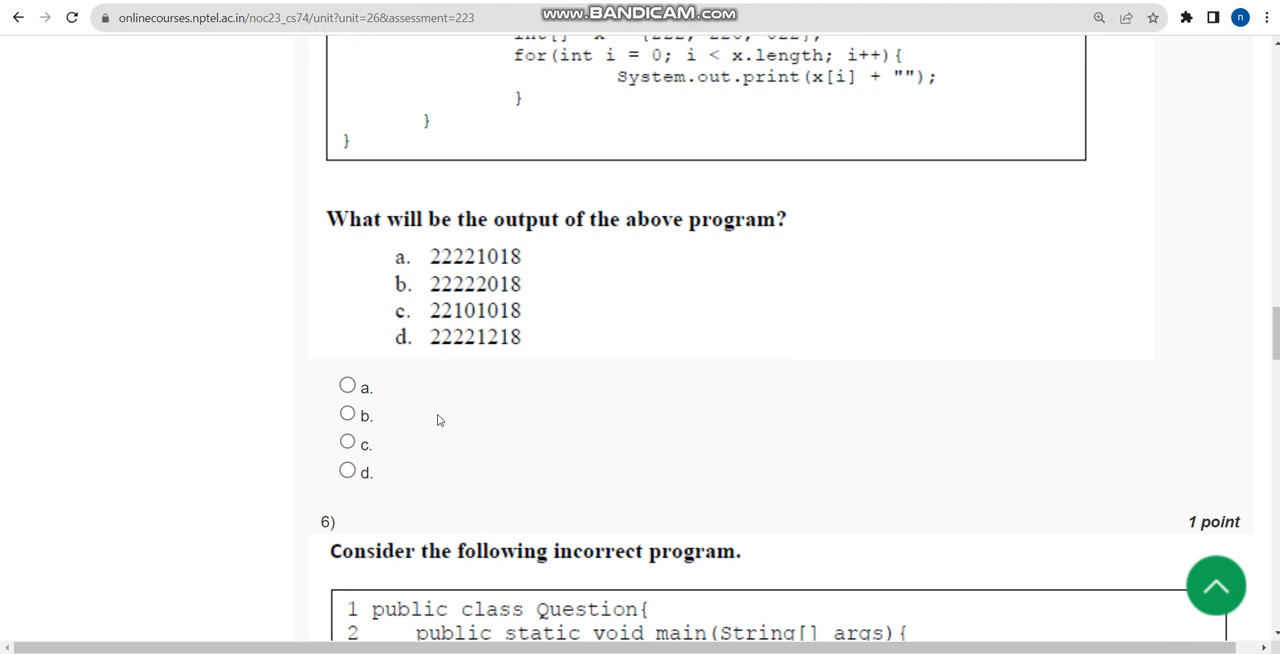 onlinecourses.nptel.ac.in/noc23_cs74/unit?unit=26&assessment=223
www.BANDICAM.com
n
for(int i = 0; i < x.length; i++){
System.out.print(x[i] + "");
}
}
}
What will be the output of the above program?
a. 22221018
b. 22222018
c. 22101018
d. 22221218
a.
b.
c.
d.
6)
1 point
Consider the following incorrect program.
1 public class Question{
2 public static void main(String[] args){